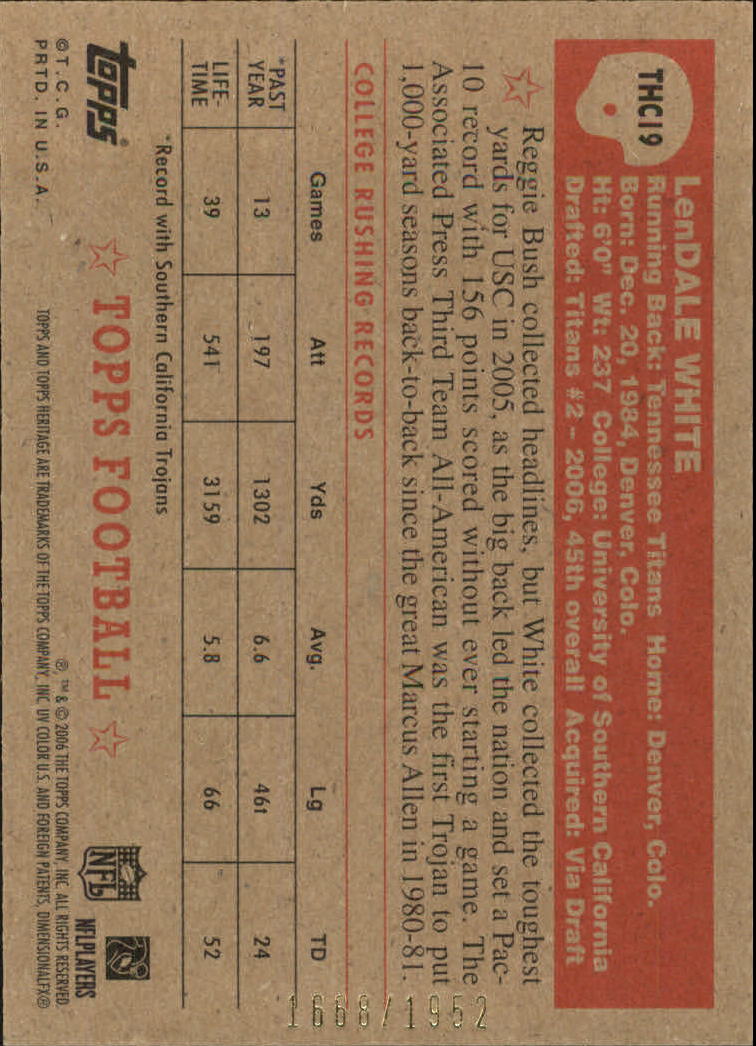 THC19
LenDALE WHITE
Running Back: Tennessee Titans Home: Denver, Colo.
Born: Dec. 20, 1984, Denver, Colo.
Ht: 6'0" Wt: 237 College: University of Southern California
Drafted: Titans #2 - 2006, 45th overall Acquired: Via Draft
Reggie Bush collected headlines, but White collected the toughest
yards for USC in 2005, as the big back led the nation and set a Pac-
10 record with 156 points scored without ever starting a game. The
Associated Press Third Team All-American was the first Trojan to put
1,000-yard seasons back-to-back since the great Marcus Allen in 1980-81.
COLLEGE RUSHING RECORDS
Games Att Yds Avg. Lg TD
*PAST YEAR 13 197 1302 6.6 46t 24
LIFE-TIME 39 541 3159 5.8 66 52
*Record with Southern California Trojans
topps®
TOPPS FOOTBALL
NFL
NFLPLAYERS
©T.C.G.
PRTD. IN U.S.A.
®, ™ & © 2006 THE TOPPS COMPANY, INC. ALL RIGHTS RESERVED.
TOPPS AND TOPPS HERITAGE ARE TRADEMARKS OF THE TOPPS COMPANY, INC. UV COLOR U.S. AND FOREIGN PATENTS, DIMENSIONALFX®
1668/1952